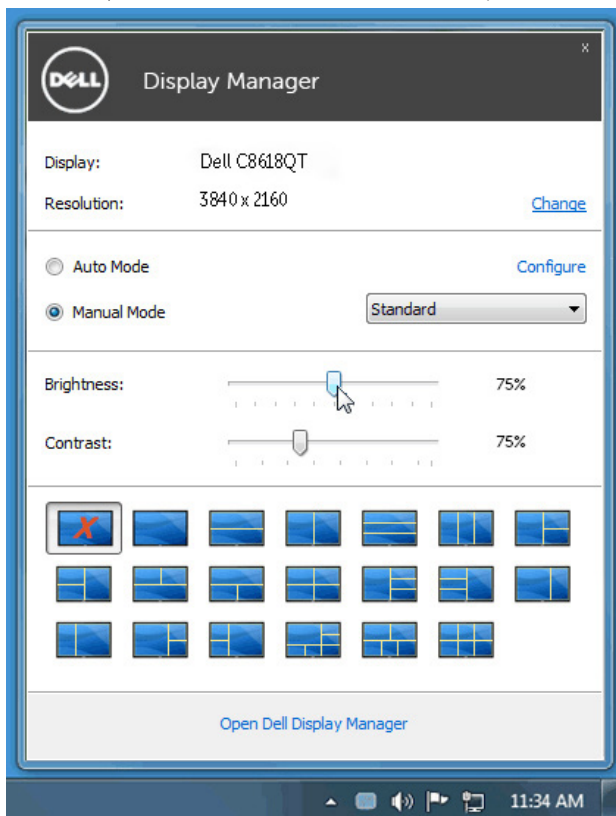 x
DELL
Display Manager
Display: Dell C8618QT
Resolution: 3840 x 2160 Change
Auto Mode Configure
Manual Mode Standard
Brightness: 75%
Contrast: 75%
X
Open Dell Display Manager
11:34 AM